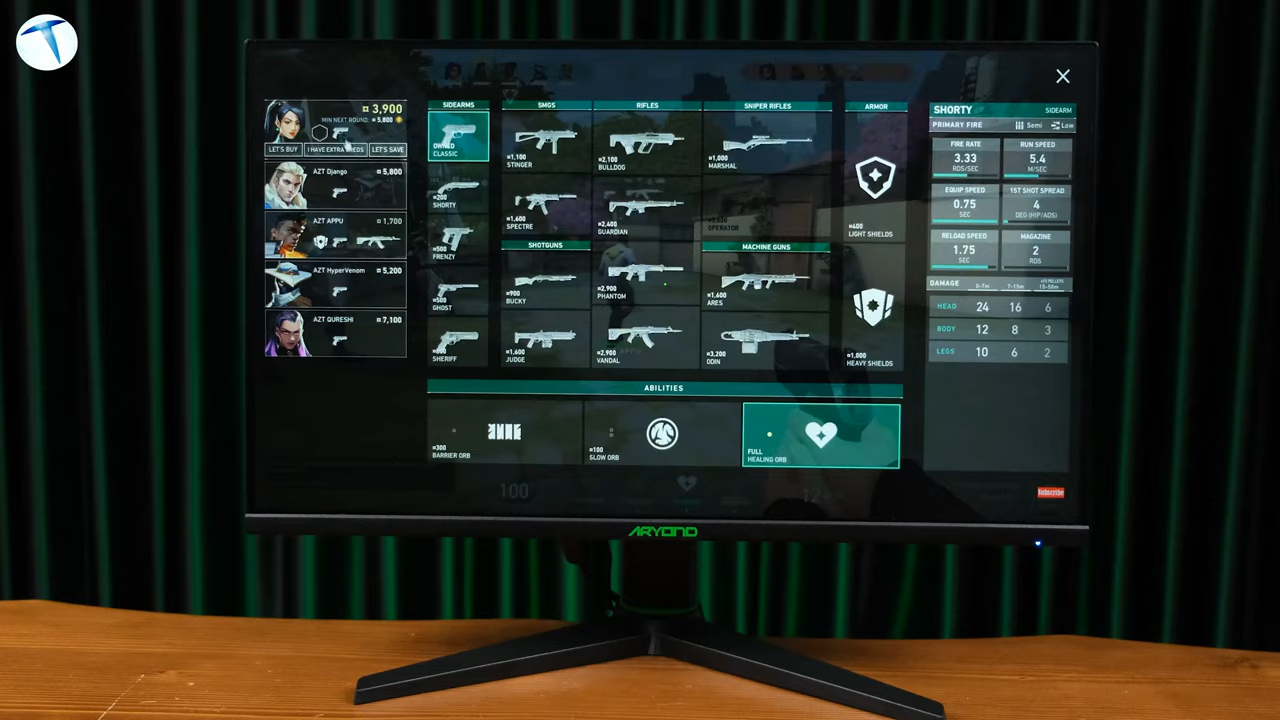 ¤ 3,900
MIN NEXT ROUND: ¤ 5,800
LET'S BUY
I HAVE EXTRA CREDS
LET'S SAVE
AZT Django
¤ 5,800
AZT APPU
¤ 1,700
AZT HyperVenom
¤ 5,200
AZT QURESHI
¤ 7,100
SIDEARMS
OWNED
CLASSIC
¤200
SHORTY
¤500
FRENZY
¤500
GHOST
SHERIFF
SMGS
¤1,100
STINGER
¤1,600
SPECTRE
SHOTGUNS
¤900
BUCKY
¤1,600
JUDGE
RIFLES
¤2,100
BULLDOG
¤2,400
GUARDIAN
¤2,900
PHANTOM
¤2,900
VANDAL
SNIPER RIFLES
¤1,000
MARSHAL
OPERATOR
MACHINE GUNS
¤1,600
ARES
¤3,200
ODIN
ARMOR
¤400
LIGHT SHIELDS
¤1,000
HEAVY SHIELDS
ABILITIES
¤300
BARRIER ORB
¤100
SLOW ORB
FULL
HEALING ORB
SHORTY
SIDEARM
PRIMARY FIRE
Semi
Low
FIRE RATE
3.33
RDS/SEC
RUN SPEED
5.4
M/SEC
EQUIP SPEED
0.75
SEC
1ST SHOT SPREAD
4
DEG (HIP/ADS)
RELOAD SPEED
1.75
SEC
MAGAZINE
2
RDS
DAMAGE
0-7m
7-15m
15-50m
HEAD 24 16 6
BODY 12 8 3
LEGS 10 6 2
100
Subscribe
ARYOND